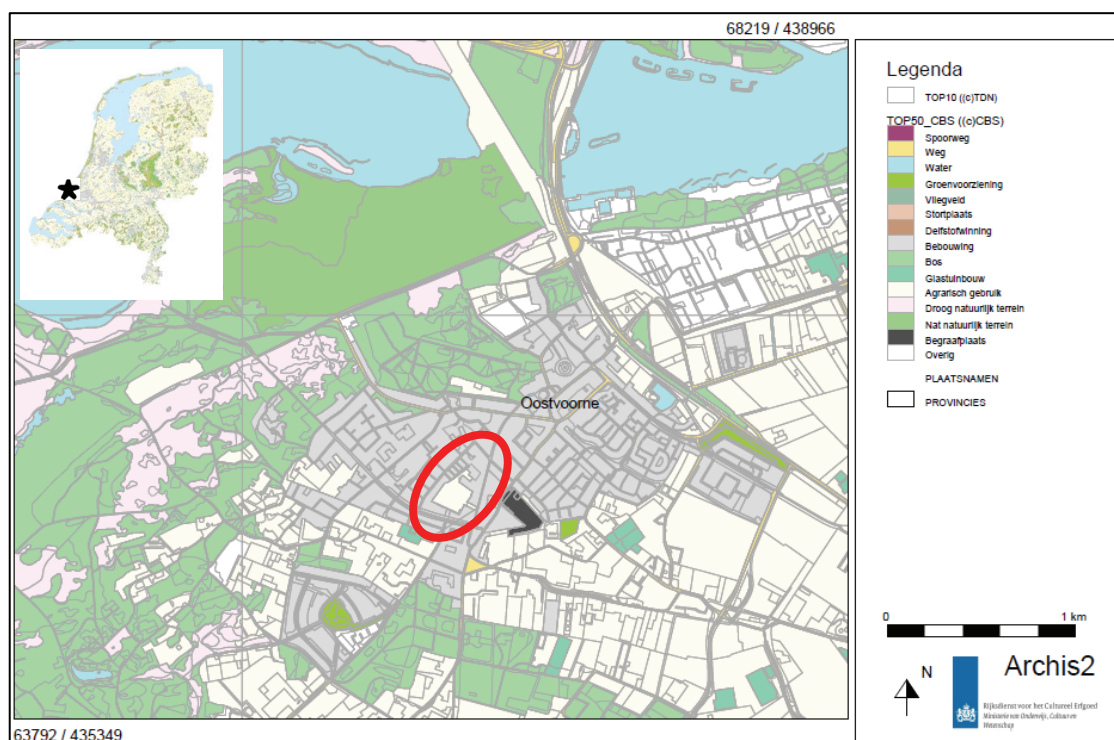 68219 / 438966
Legenda
TOP10 ((c)TDN)
TOP50_CBS ((c)CBS)
Spoorweg
Weg
Water
Groenvoorziening
Vliegveld
Stortplaats
Delfstofwinning
Bebouwing
Bos
Glastuinbouw
Agrarisch gebruik
Droog natuurlijk terrein
Nat natuurlijk terrein
Begraafplaats
Overig
PLAATSNAMEN
PROVINCIES
Oostvoorne
0 1 km
N
Archis2
Rijksdienst voor het Cultureel Erfgoed
Ministerie van Onderwijs, Cultuur en
Wetenschap
63792 / 435349